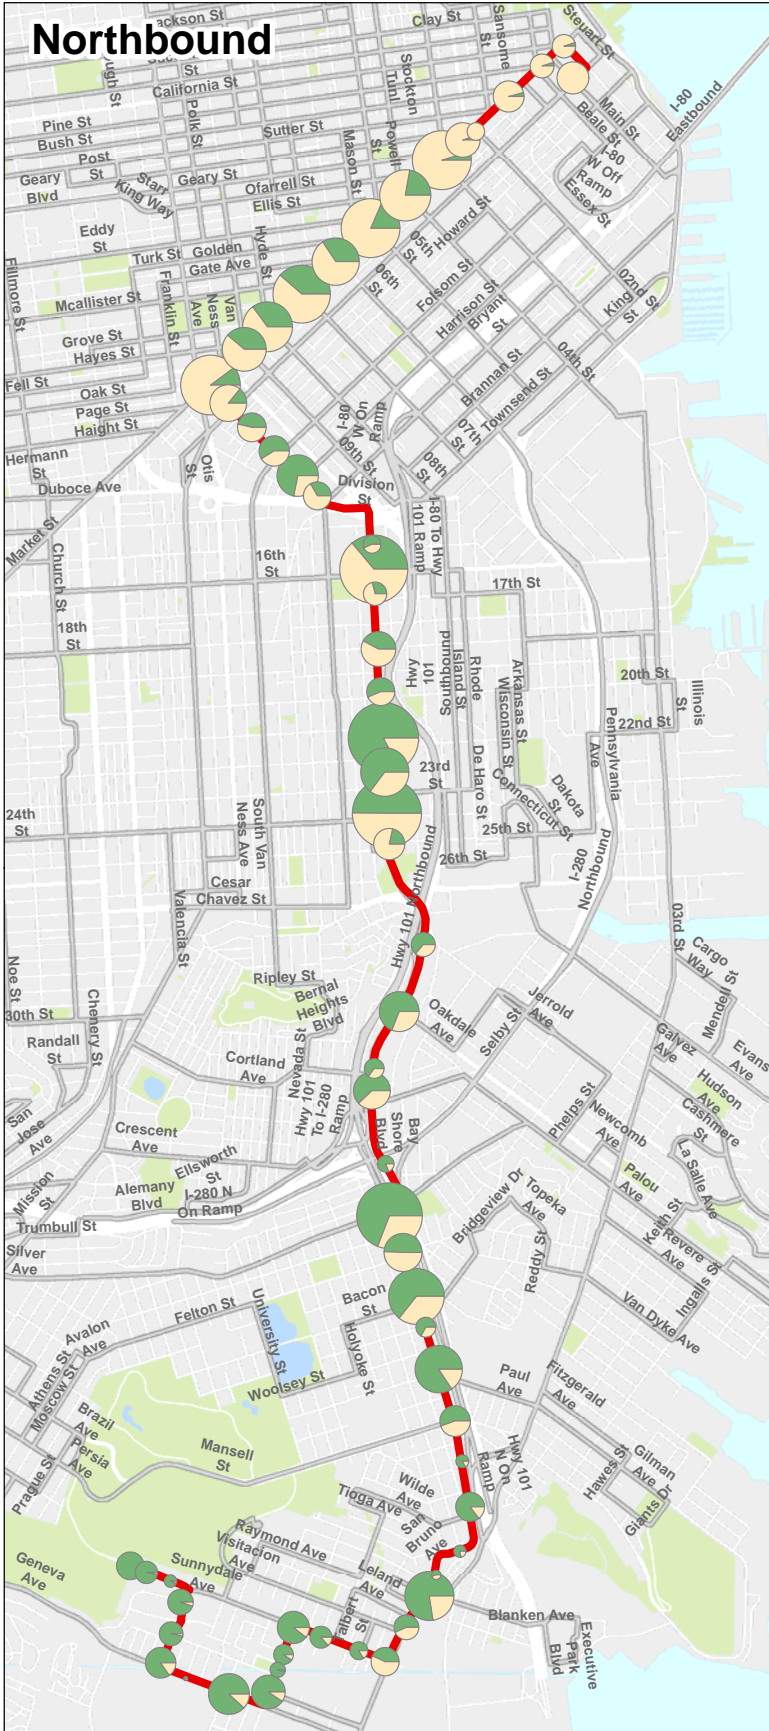 Northbound
ackson St
Clay St
Sansome
St
Steuart St
ough St
St
California St
Polk St
Stockton
Tunl
I-80
Eastbound
Main St
Beale St
Pine St
Bush St
Sutter St
Mason St
Powell
St
Post
St
Geary
Blvd
Starr
King Way
Geary St
Ofarrell St
Ellis St
I-80
W Off
Ramp
Essex St
Eddy
St
Turk St
Golden
Gate Ave
Hyde St
05th
St
Howard St
06th
St
Folsom St
Harrison St
Bryant
St
02nd St
King
St
Fillmore St
Mcallister St
Franklin St
Van
Ness
Ave
Grove St
Hayes St
Fell St
Oak St
Page St
Haight St
Brannan St
Townsend St
04th St
I-80
W On
Ramp
07th
St
08th
St
09th St
Division
St
Hermann
St
Duboce Ave
Otis
St
Market St
Church St
16th
St
I-80 To Hwy
101 Ramp
17th St
18th
St
Hwy
101
Southbound
Rhode
Island St
Arkansas St
Wisconsin St
20th St
Illinois
St
22nd St
Pennsylvania
Ave
23rd
St
De Haro St
Connecticut St
Dakota
St
24th
St
South Van
Ness Ave
25th St
26th St
I-280
Northbound
Cesar
Chavez St
Valencia St
Hwy 101 Northbound
03rd St
Cargo
Way
Mendell St
Noe St
Ripley St
Bernal
Heights
Blvd
30th St
Chenery St
Randall
St
Oakdale
Ave
Selby St
Jerrold
Ave
Galvez
Ave
Evans
Ave
Cortland
Ave
Nevada St
Hwy 101
To I-280
Ramp
Hudson
Ave
Cashmere
St
Phelps St
Newcomb
Ave
San
Jose
Ave
Crescent
Ave
Bay
Shore
Blvd
La Salle Ave
Palou
Ave
Ellsworth
St
Mission
St
Alemany
Blvd
I-280 N
On Ramp
Trumbull St
Bridgeview Dr
Topeka
Ave
Keith St
Revere
Ave
Silver
Ave
Reddy St
Ingalls St
Van Dyke Ave
Felton St
University St
Bacon
St
Holyoke St
Avalon
Ave
Athens St
Moscow St
Woolsey St
Paul
Ave
Fitzgerald
Ave
Brazil
Ave
Persia
Ave
Prague St
Mansell
St
Hwy 101
N On
Ramp
Hawes St
Gilman
Ave
Giants Dr
Wilde
Ave
Tioga Ave
San
Bruno
Ave
Raymond Ave
Visitacion
Ave
Geneva
Ave
Sunnydale
Ave
Leland
Ave
Talbert
St
Blanken Ave
Executive
Park
Blvd